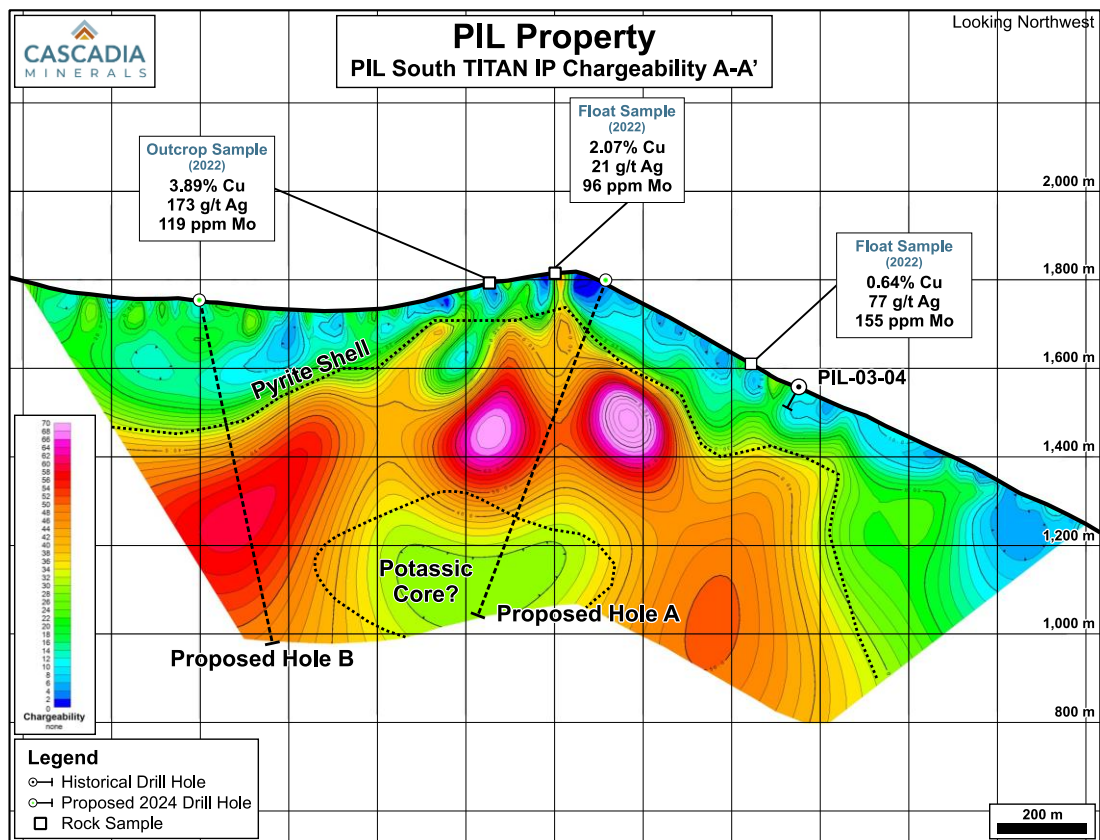 CASCADIA
MINERALS
PIL Property
PIL South TITAN IP Chargeability A-A’
Looking Northwest
Outcrop Sample
(2022)
3.89% Cu
173 g/t Ag
119 ppm Mo
Float Sample
(2022)
2.07% Cu
21 g/t Ag
96 ppm Mo
Float Sample
(2022)
0.64% Cu
77 g/t Ag
155 ppm Mo
2,000 m
1,800 m
1,600 m
1,400 m
1,200 m
1,000 m
800 m
PIL-03-04
Pyrite Shell
Potassic
Core?
Proposed Hole A
Proposed Hole B
70
68
66
64
62
60
58
56
54
52
50
48
46
44
42
40
38
36
34
32
30
28
26
24
22
20
18
16
14
12
10
8
6
4
2
0
Chargeability
none
Legend
Historical Drill Hole
Proposed 2024 Drill Hole
Rock Sample
200 m